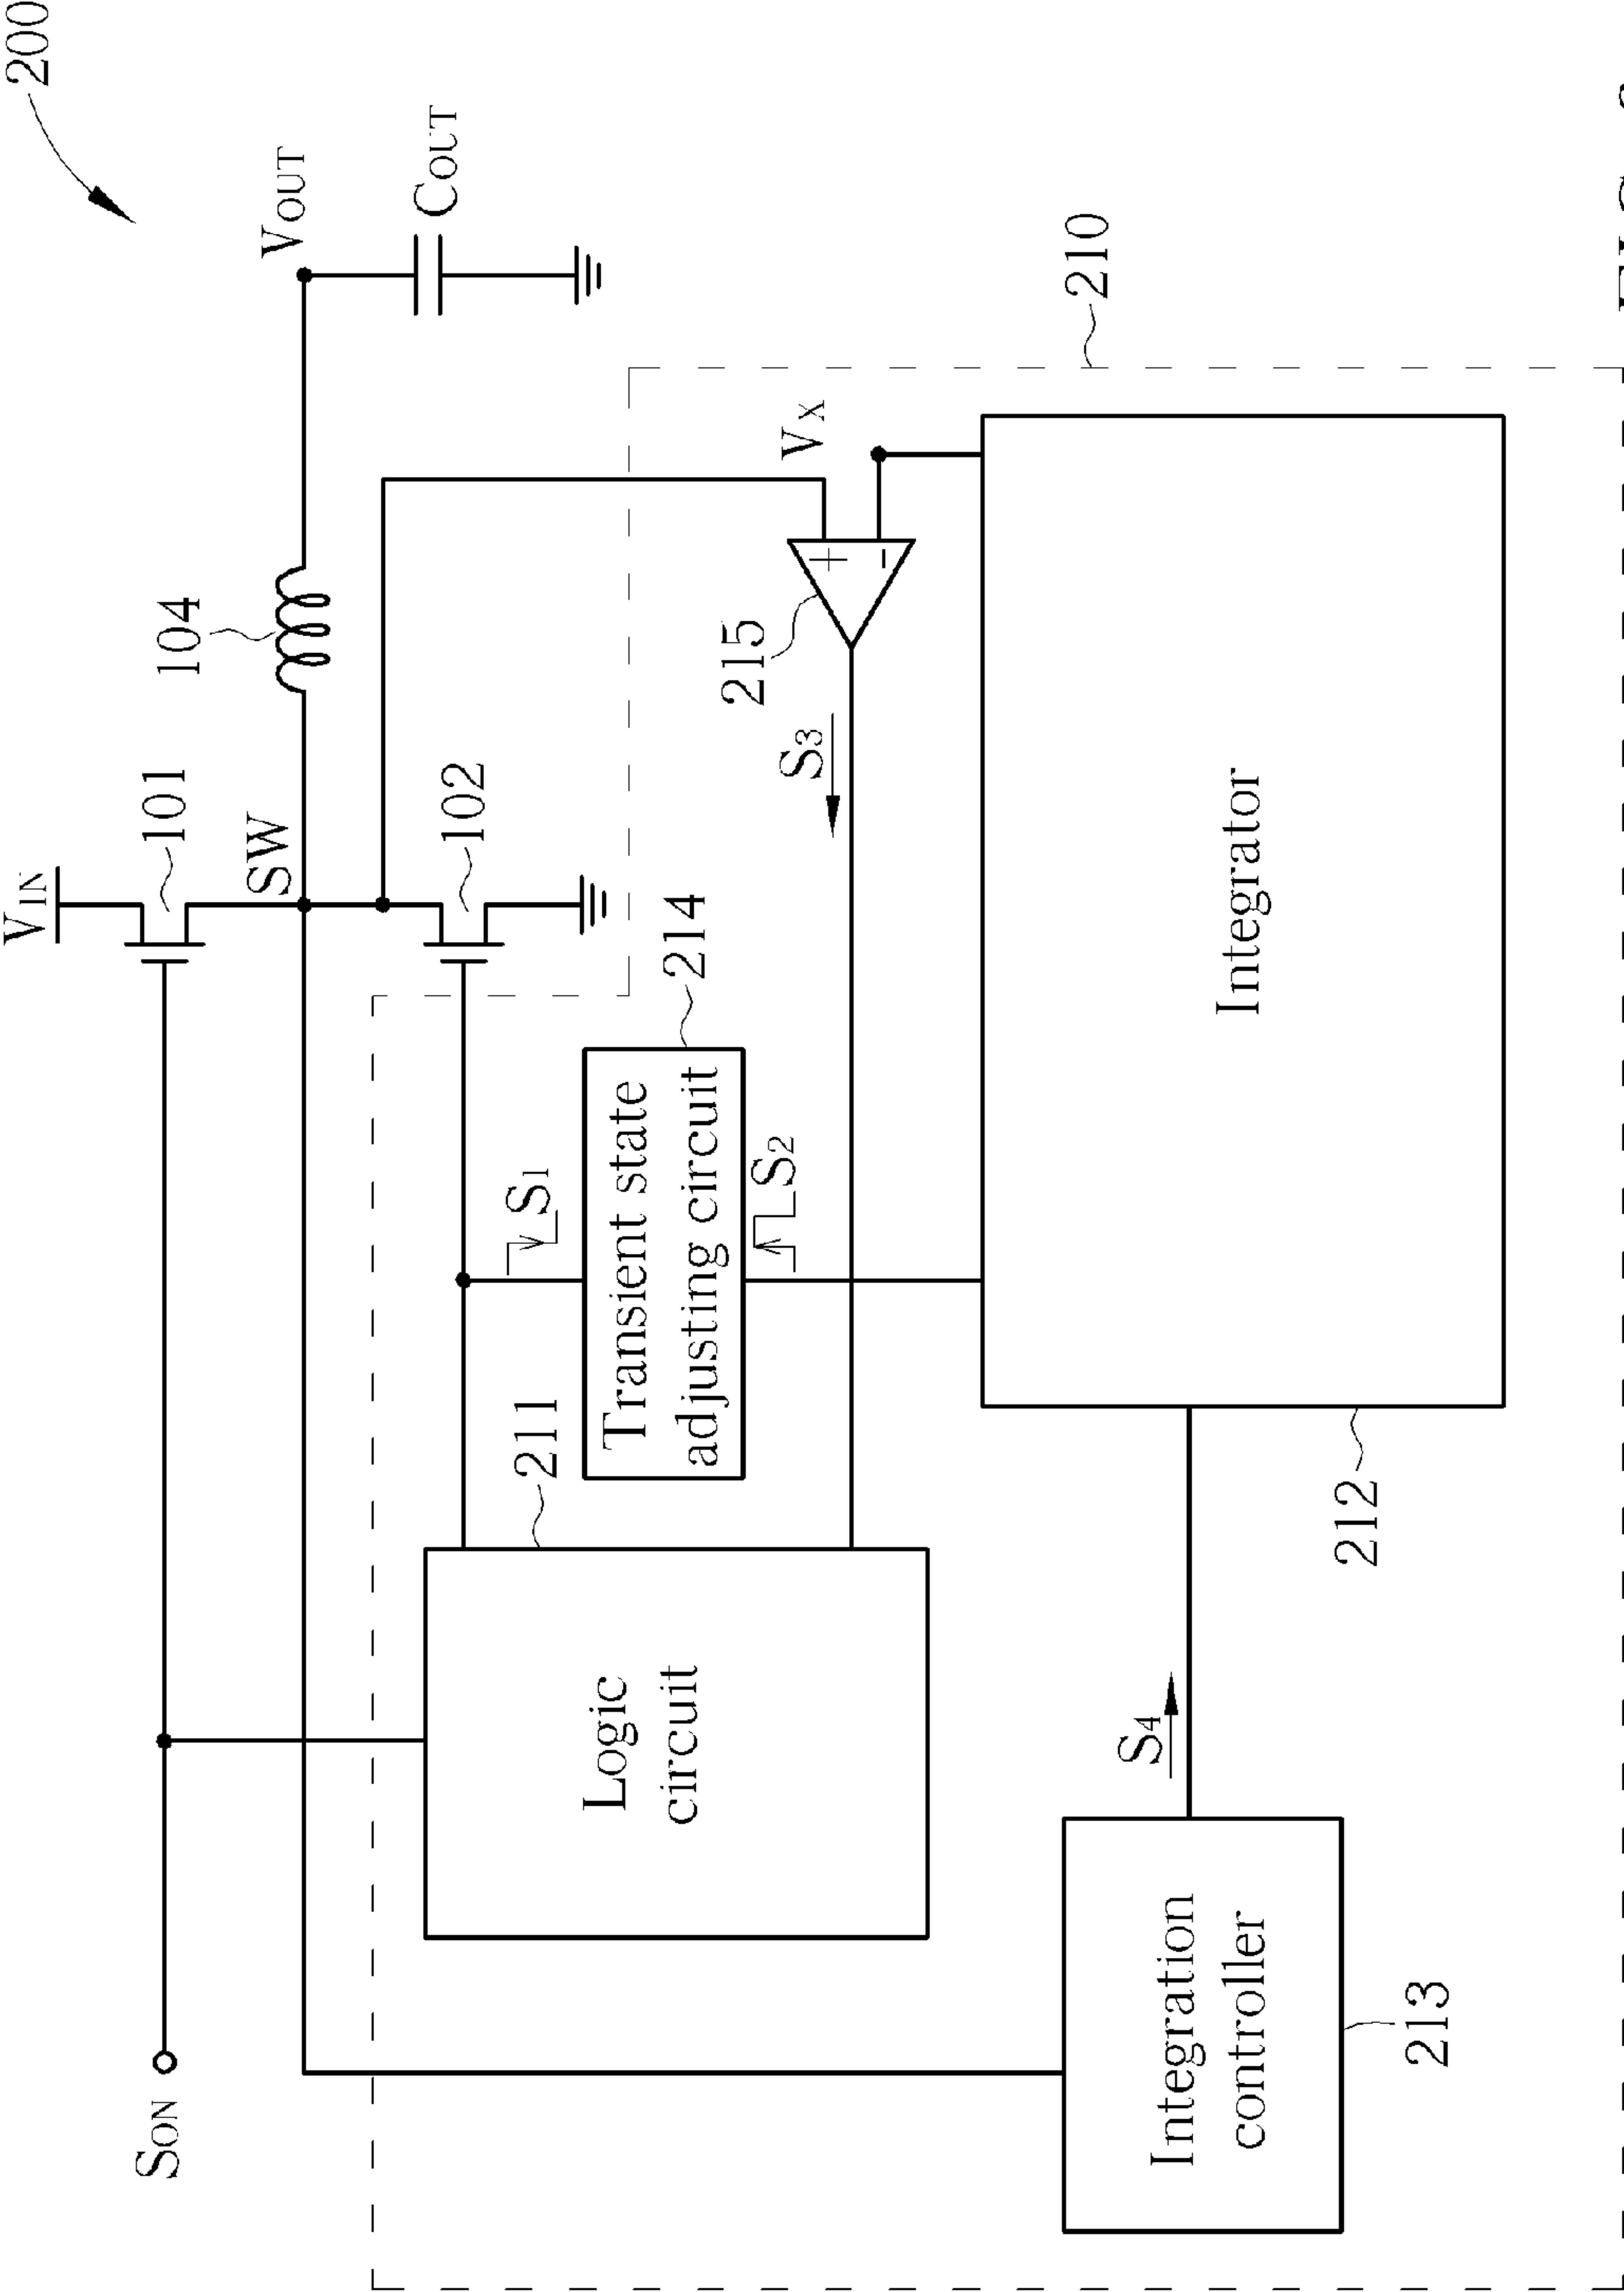 200
VIN
SON
101
104
VOUT
SW
COUT
102
211
S1
214
Transient state
adjusting circuit
S2
Logic
circuit
215
VX
S3
210
S4
Integration
controller
213
Integrator
212